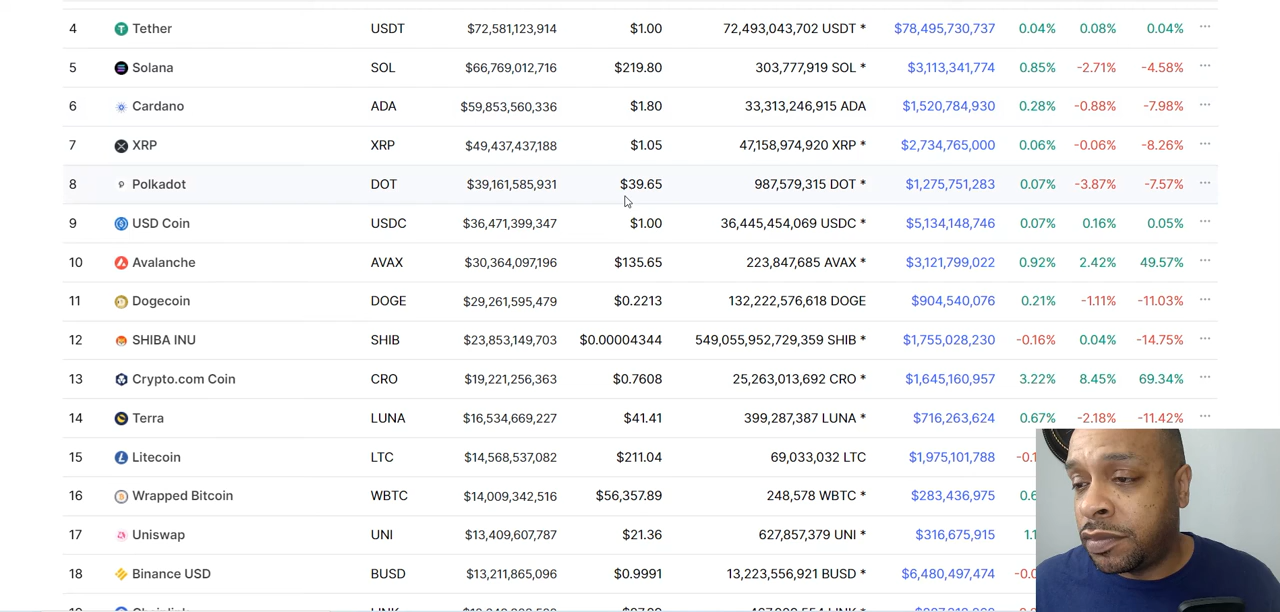 4 Tether USDT $72,581,123,914 $1.00 72,493,043,702 USDT * $78,495,730,737 0.04% 0.08% 0.04% ...
5 Solana SOL $66,769,012,716 $219.80 303,777,919 SOL * $3,113,341,774 0.85% -2.71% -4.58% ...
6 Cardano ADA $59,853,560,336 $1.80 33,313,246,915 ADA $1,520,784,930 0.28% -0.88% -7.98% ...
7 XRP XRP $49,437,437,188 $1.05 47,158,974,920 XRP * $2,734,765,000 0.06% -0.06% -8.26% ...
8 Polkadot DOT $39,161,585,931 $39.65 987,579,315 DOT * $1,275,751,283 0.07% -3.87% -7.57% ...
9 USD Coin USDC $36,471,399,347 $1.00 36,445,454,069 USDC * $5,134,148,746 0.07% 0.16% 0.05% ...
10 Avalanche AVAX $30,364,097,196 $135.65 223,847,685 AVAX * $3,121,799,022 0.92% 2.42% 49.57% ...
11 Dogecoin DOGE $29,261,595,479 $0.2213 132,222,576,618 DOGE $904,540,076 0.21% -1.11% -11.03% ...
12 SHIBA INU SHIB $23,853,149,703 $0.00004344 549,055,952,729,359 SHIB * $1,755,028,230 -0.16% 0.04% -14.75% ...
13 Crypto.com Coin CRO $19,221,256,363 $0.7608 25,263,013,692 CRO * $1,645,160,957 3.22% 8.45% 69.34% ...
14 Terra LUNA $16,534,669,227 $41.41 399,287,387 LUNA * $716,263,624 0.67% -2.18% -11.42% ...
15 Litecoin LTC $14,568,537,082 $211.04 69,033,032 LTC $1,975,101,788
16 Wrapped Bitcoin WBTC $14,009,342,516 $56,357.89 248,578 WBTC * $283,436,975
17 Uniswap UNI $13,409,607,787 $21.36 627,857,379 UNI * $316,675,915
18 Binance USD BUSD $13,211,865,096 $0.9991 13,223,556,921 BUSD * $6,480,497,474